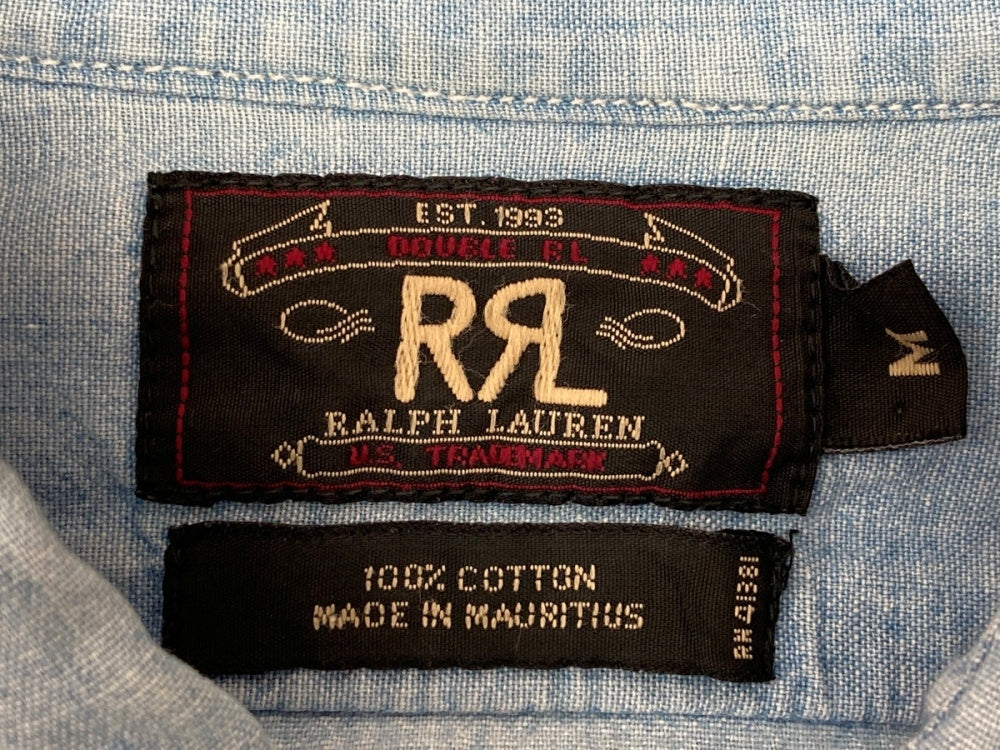 EST. 1993
DOUBLE RL
RRL
RALPH LAUREN
U.S. TRADEMARK
M
100% COTTON
MADE IN MAURITIUS
RN 41381